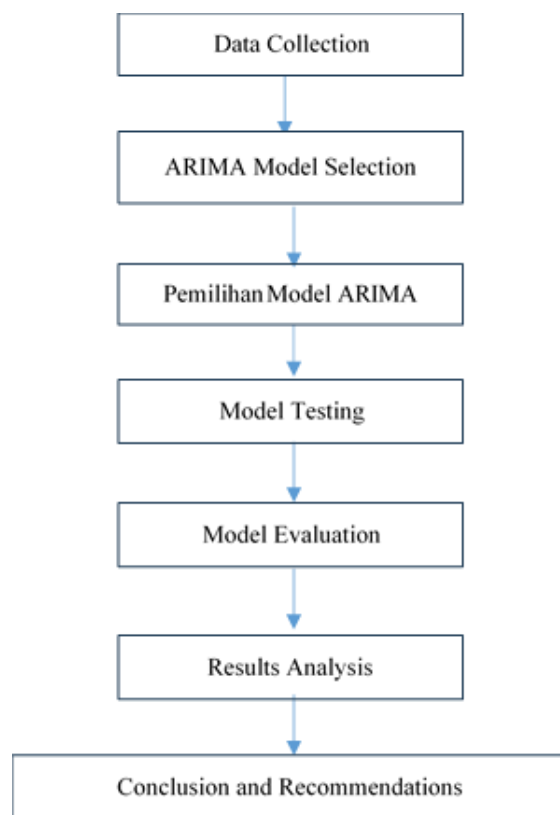 Data Collection
ARIMA Model Selection
Pemilihan Model ARIMA
Model Testing
Model Evaluation
Results Analysis
Conclusion and Recommendations